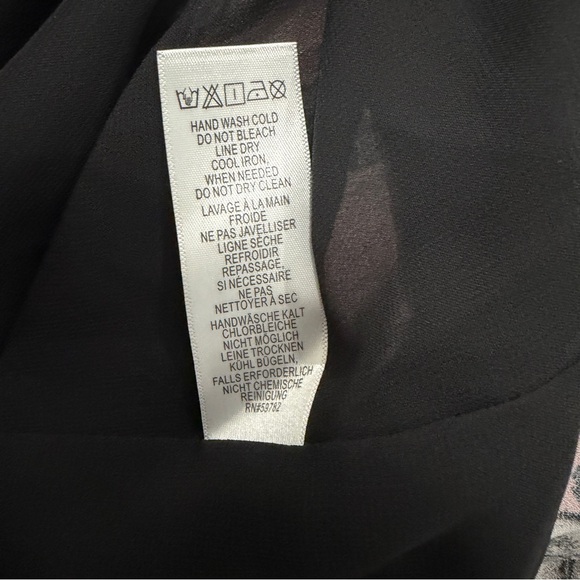 HAND WASH COLD
DO NOT BLEACH
LINE DRY
COOL IRON,
WHEN NEEDED
DO NOT DRY CLEAN
LAVAGE À LA MAIN
FROIDE
NE PAS JAVELLISER
LIGNE SÈCHE
REFROIDIR
REPASSAGE,
SI NÉCESSAIRE
NE PAS
NETTOYER À SEC
HANDWÄSCHE KALT
CHLORBLEICHE
NICHT MÖGLICH
LEINE TROCKNEN
KÜHL BÜGELN,
FALLS ERFORDERLICH
NICHT CHEMISCHE
REINIGUNG
RN#59782